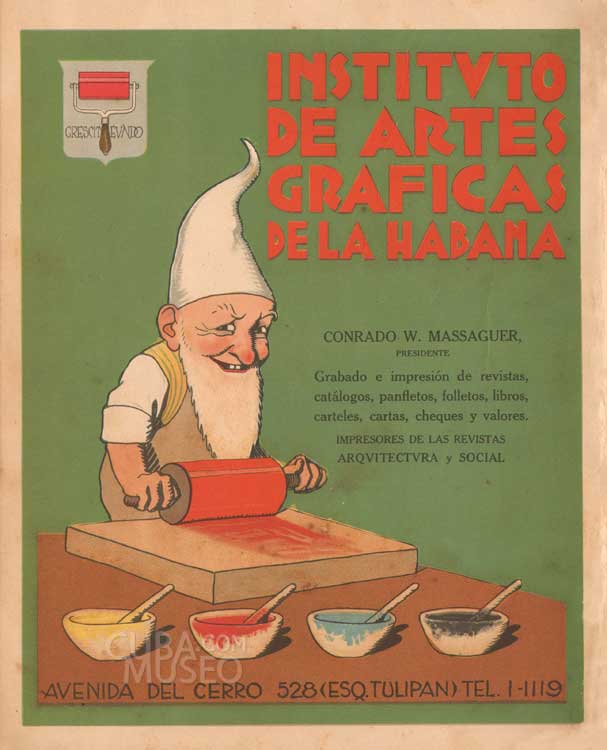 CRESCIT EVNDO
INSTITVTO
DE ARTES
GRAFICAS
DE LA HABANA
CONRADO W. MASSAGUER,
PRESIDENTE
Grabado e impresión de revistas,
catálogos, panfletos, folletos, libros,
carteles, cartas, cheques y valores.
IMPRESORES DE LAS REVISTAS
ARQVITECTVRA y SOCIAL
CUBA.COM
MUSEO
AVENIDA DEL CERRO 528 (ESQ. TULIPAN) TEL. I-1119